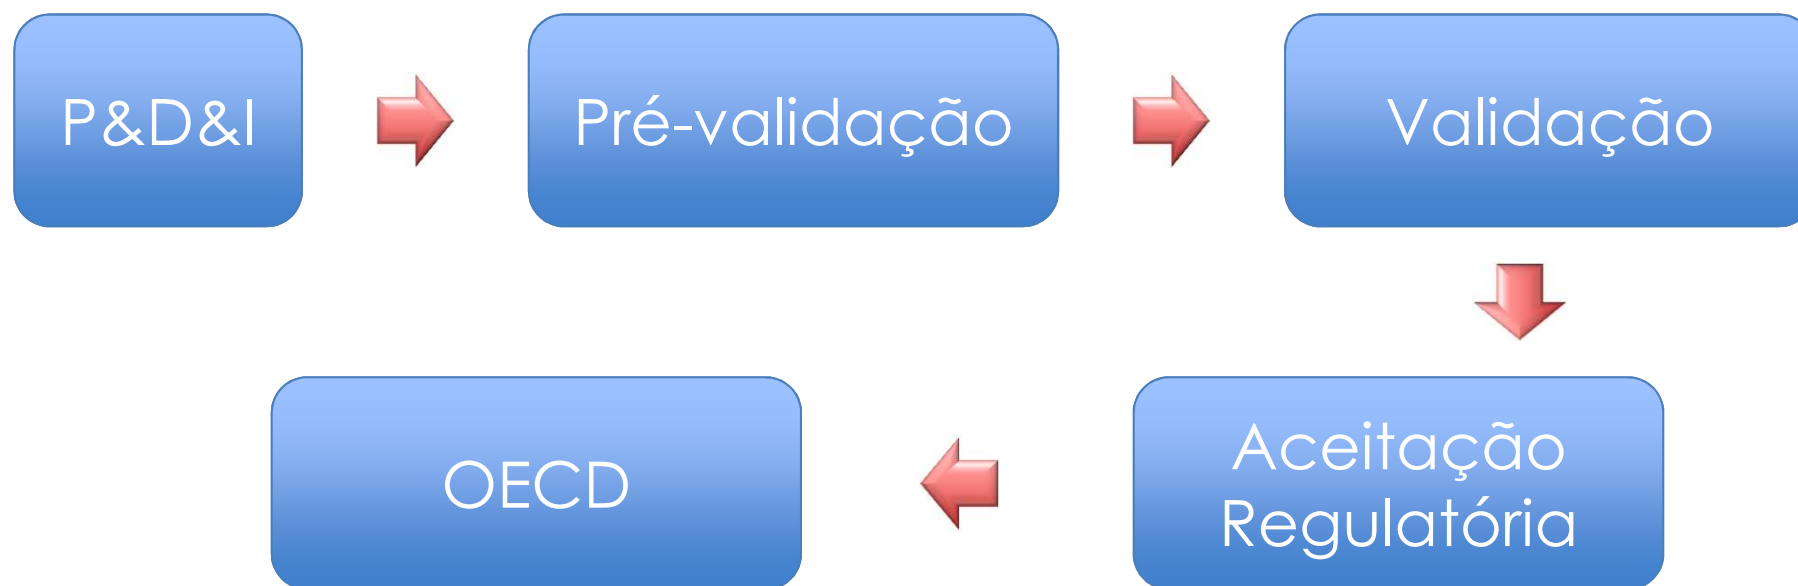 P&D&I
Pré-validação
Validação
Aceitação
Regulatória
OECD